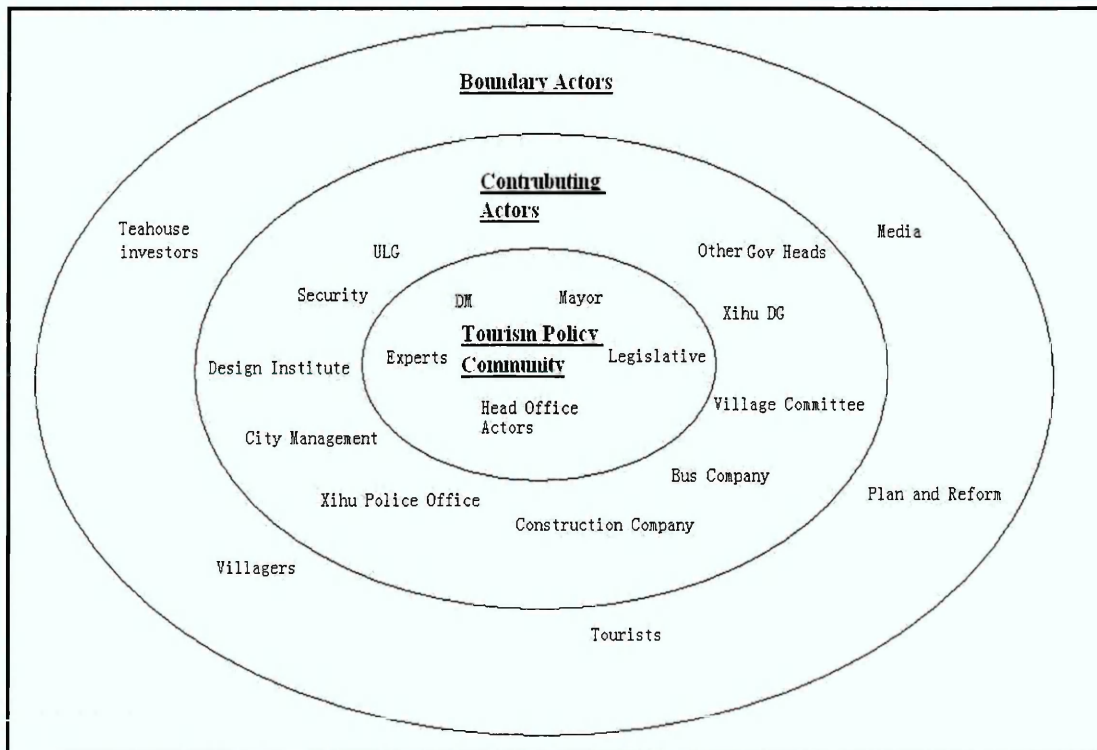 Boundary Actors
Contrubuting
Actors
Teahouse
investors
Media
ULG
Other Gov Heads
Security
DM
Mayor
Xihu DG
Tourism Policy
Community
Experts
Legislative
Design Institute
Head Office
Actors
Village Committee
City Management
Bus Company
Plan and Reform
Xihu Police Office
Construction Company
Villagers
Tourists